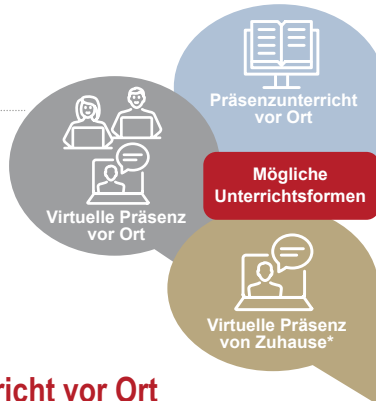 Präsenzunterricht
vor Ort
Mögliche
Unterrichtsformen
Virtuelle Präsenz
vor Ort
Virtuelle Präsenz
von Zuhause*
richt vor Ort